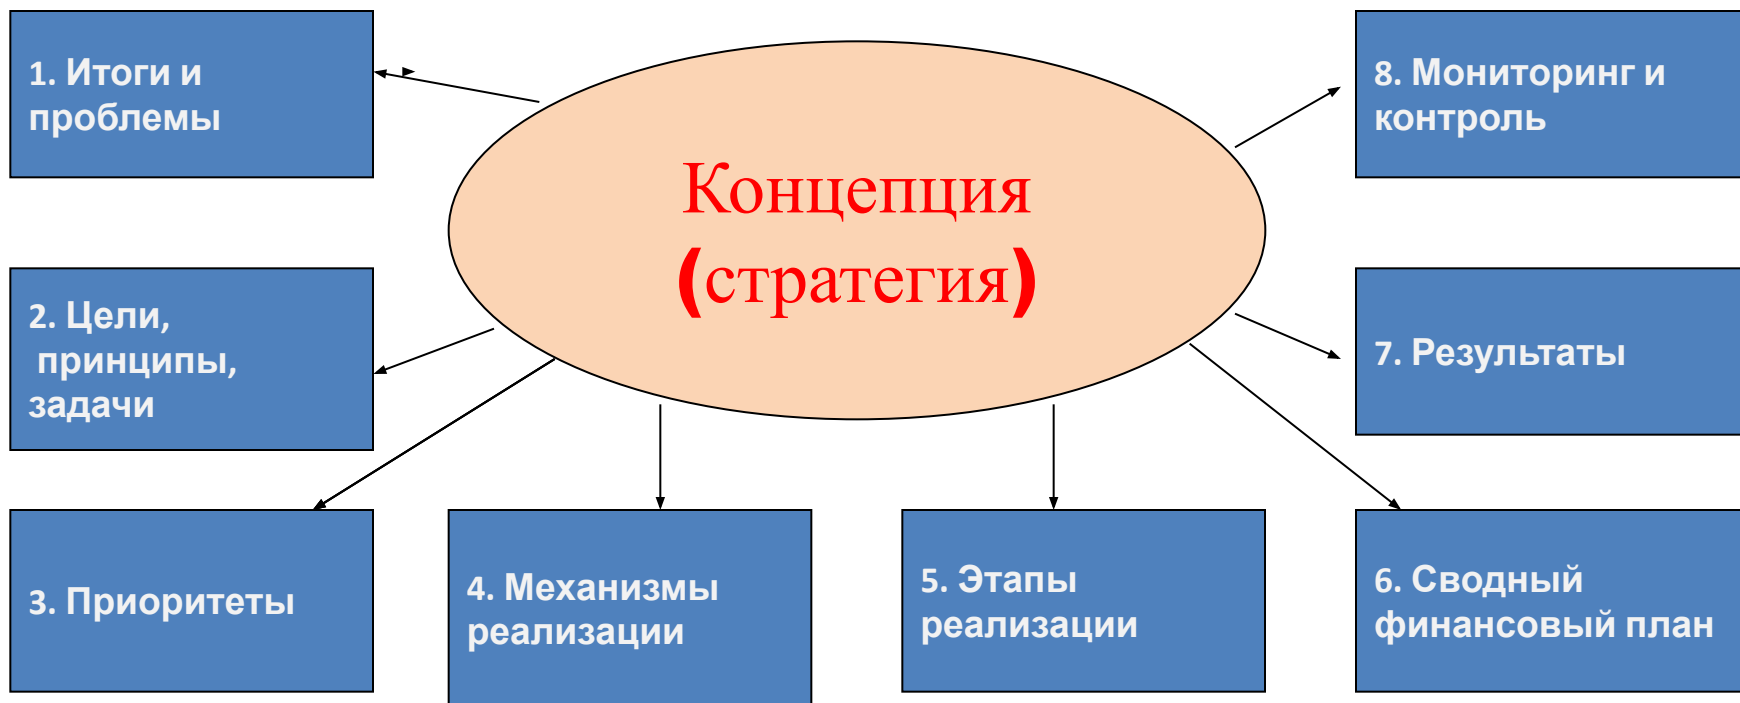 1. Итоги и
проблемы
Концепция
(стратегия)
8. Мониторинг и
контроль
2. Цели,
принципы,
задачи
7. Результаты
3. Приоритеты
4. Механизмы
реализации
5. Этапы
реализации
6. Сводный
финансовый план